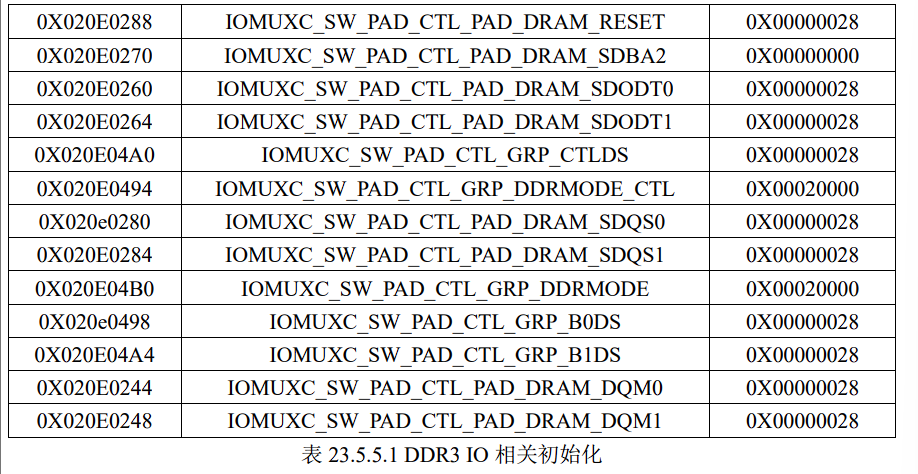 0X020E0288 IOMUXC_SW_PAD_CTL_PAD_DRAM_RESET 0X00000028
0X020E0270 IOMUXC_SW_PAD_CTL_PAD_DRAM_SDBA2 0X00000000
0X020E0260 IOMUXC_SW_PAD_CTL_PAD_DRAM_SDODT0 0X00000028
0X020E0264 IOMUXC_SW_PAD_CTL_PAD_DRAM_SDODT1 0X00000028
0X020E04A0 IOMUXC_SW_PAD_CTL_GRP_CTLDS 0X00000028
0X020E0494 IOMUXC_SW_PAD_CTL_GRP_DDRMODE_CTL 0X00020000
0X020e0280 IOMUXC_SW_PAD_CTL_PAD_DRAM_SDQS0 0X00000028
0X020E0284 IOMUXC_SW_PAD_CTL_PAD_DRAM_SDQS1 0X00000028
0X020E04B0 IOMUXC_SW_PAD_CTL_GRP_DDRMODE 0X00020000
0X020e0498 IOMUXC_SW_PAD_CTL_GRP_B0DS 0X00000028
0X020E04A4 IOMUXC_SW_PAD_CTL_GRP_B1DS 0X00000028
0X020E0244 IOMUXC_SW_PAD_CTL_PAD_DRAM_DQM0 0X00000028
0X020E0248 IOMUXC_SW_PAD_CTL_PAD_DRAM_DQM1 0X00000028
表 23.5.5.1 DDR3 IO 相关初始化